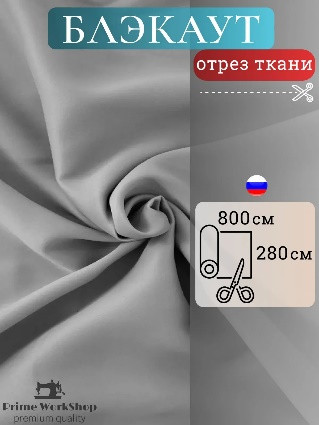 БЛЭКАУТ
отрез ткани
800см
280см
Prime WorkShop
premium quality